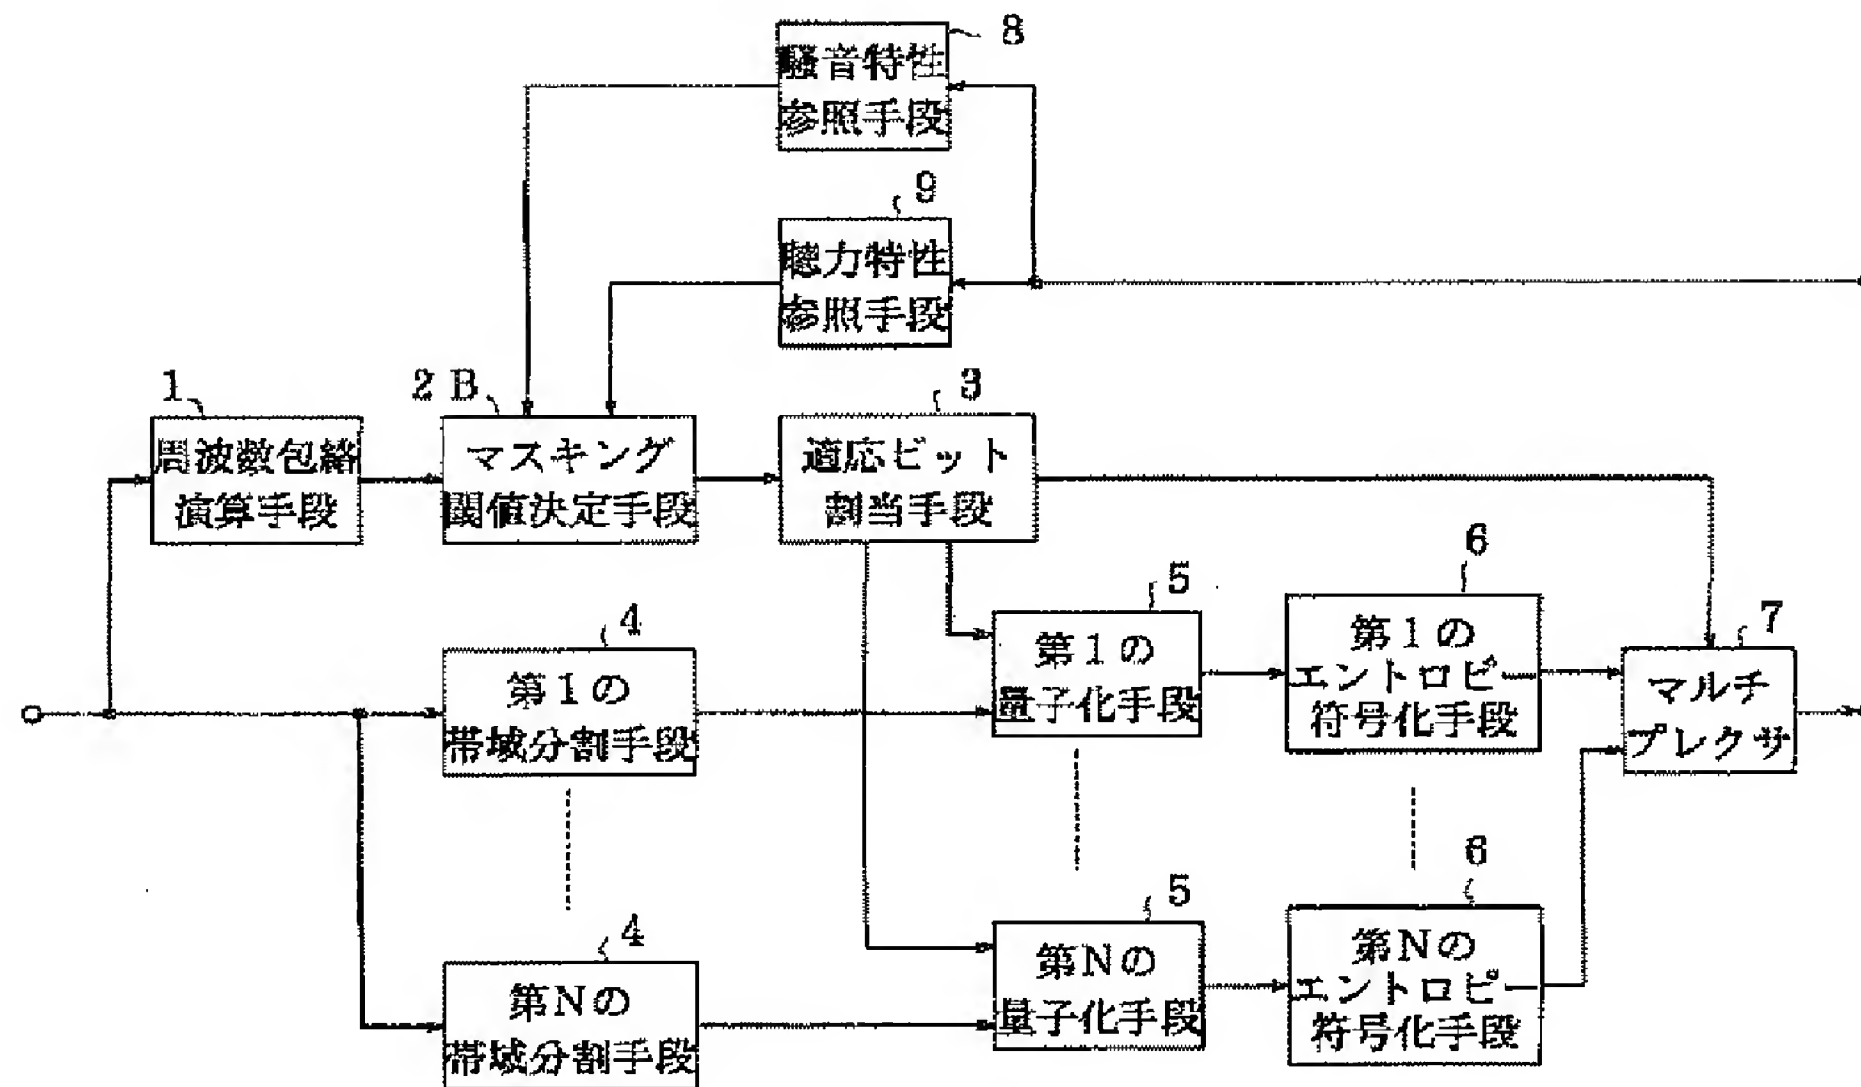 8
騒音特性
参照手段
9
聴力特性
参照手段
1
周波数包絡
演算手段
2B
マスキング
閾値決定手段
3
適応ビット
割当手段
4
第1の
帯域分割手段
5
第1の
量子化手段
6
第1の
エントロピー
符号化手段
7
マルチ
プレクサ
4
第Nの
帯域分割手段
5
第Nの
量子化手段
6
第Nの
エントロピー
符号化手段